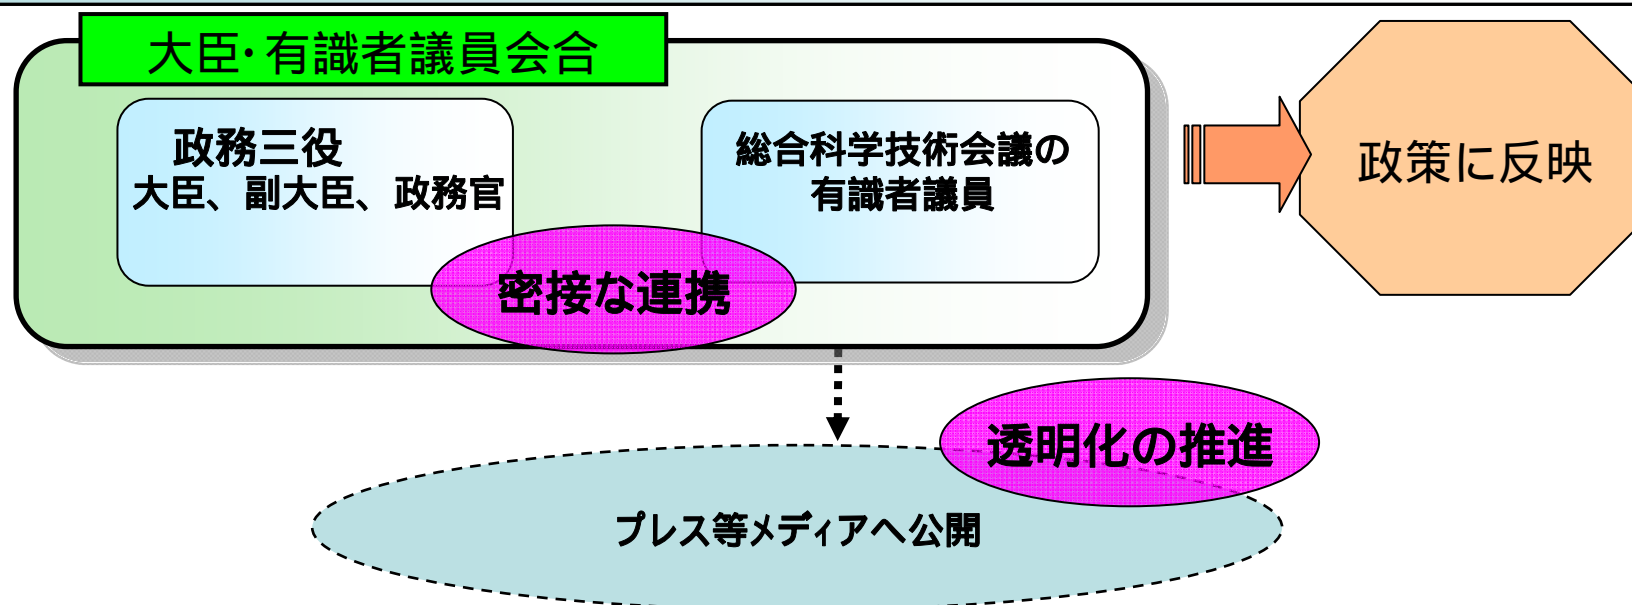 大臣・有識者議員会合
政務三役
大臣、副大臣、政務官
総合科学技術会議の
有識者議員
密接な連携
政策に反映
透明化の推進
プレス等メディアへ公開